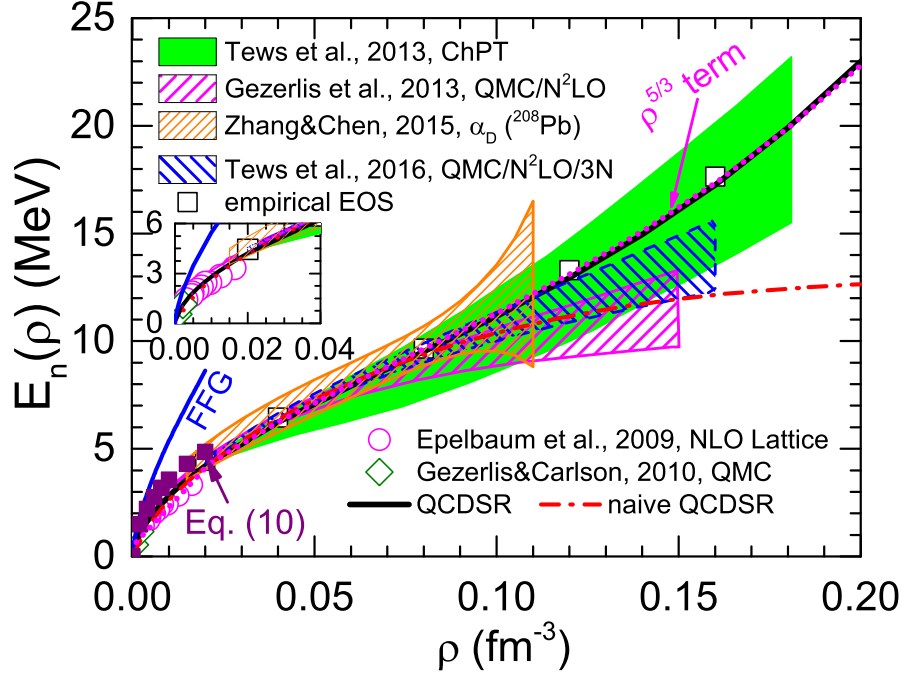 25
20
15
10
5
0
E_n(ρ) (MeV)
Tews et al., 2013, ChPT
Gezerlis et al., 2013, QMC/N²LO
Zhang&Chen, 2015, α_D (²⁰⁸Pb)
Tews et al., 2016, QMC/N²LO/3N
empirical EOS
ρ^5/3 term
6
3
0
0.00 0.02 0.04
FFG
Eq. (10)
Epelbaum et al., 2009, NLO Lattice
Gezerlis&Carlson, 2010, QMC
QCDSR naive QCDSR
0.00 0.05 0.10 0.15 0.20
ρ (fm⁻³)